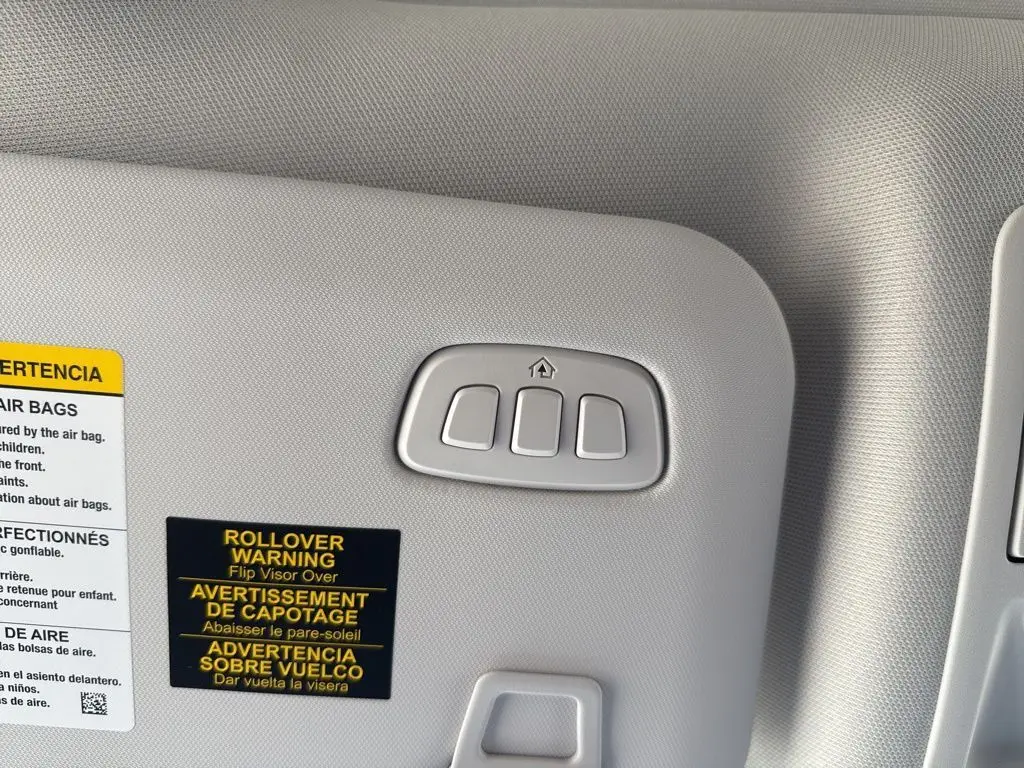 ERTENCIA
AIR BAGS
ured by the air bag.
children.
he front.
aints.
ation about air bags.
RFECTIONNÉS
c gonflable.
rrière.
e retenue pour enfant.
concernant
DE AIRE
las bolsas de aire.
en el asiento delantero.
a niños.
as de aire.
ROLLOVER
WARNING
Flip Visor Over
AVERTISSEMENT
DE CAPOTAGE
Abaisser le pare-soleil
ADVERTENCIA
SOBRE VUELCO
Dar vuelta la visera